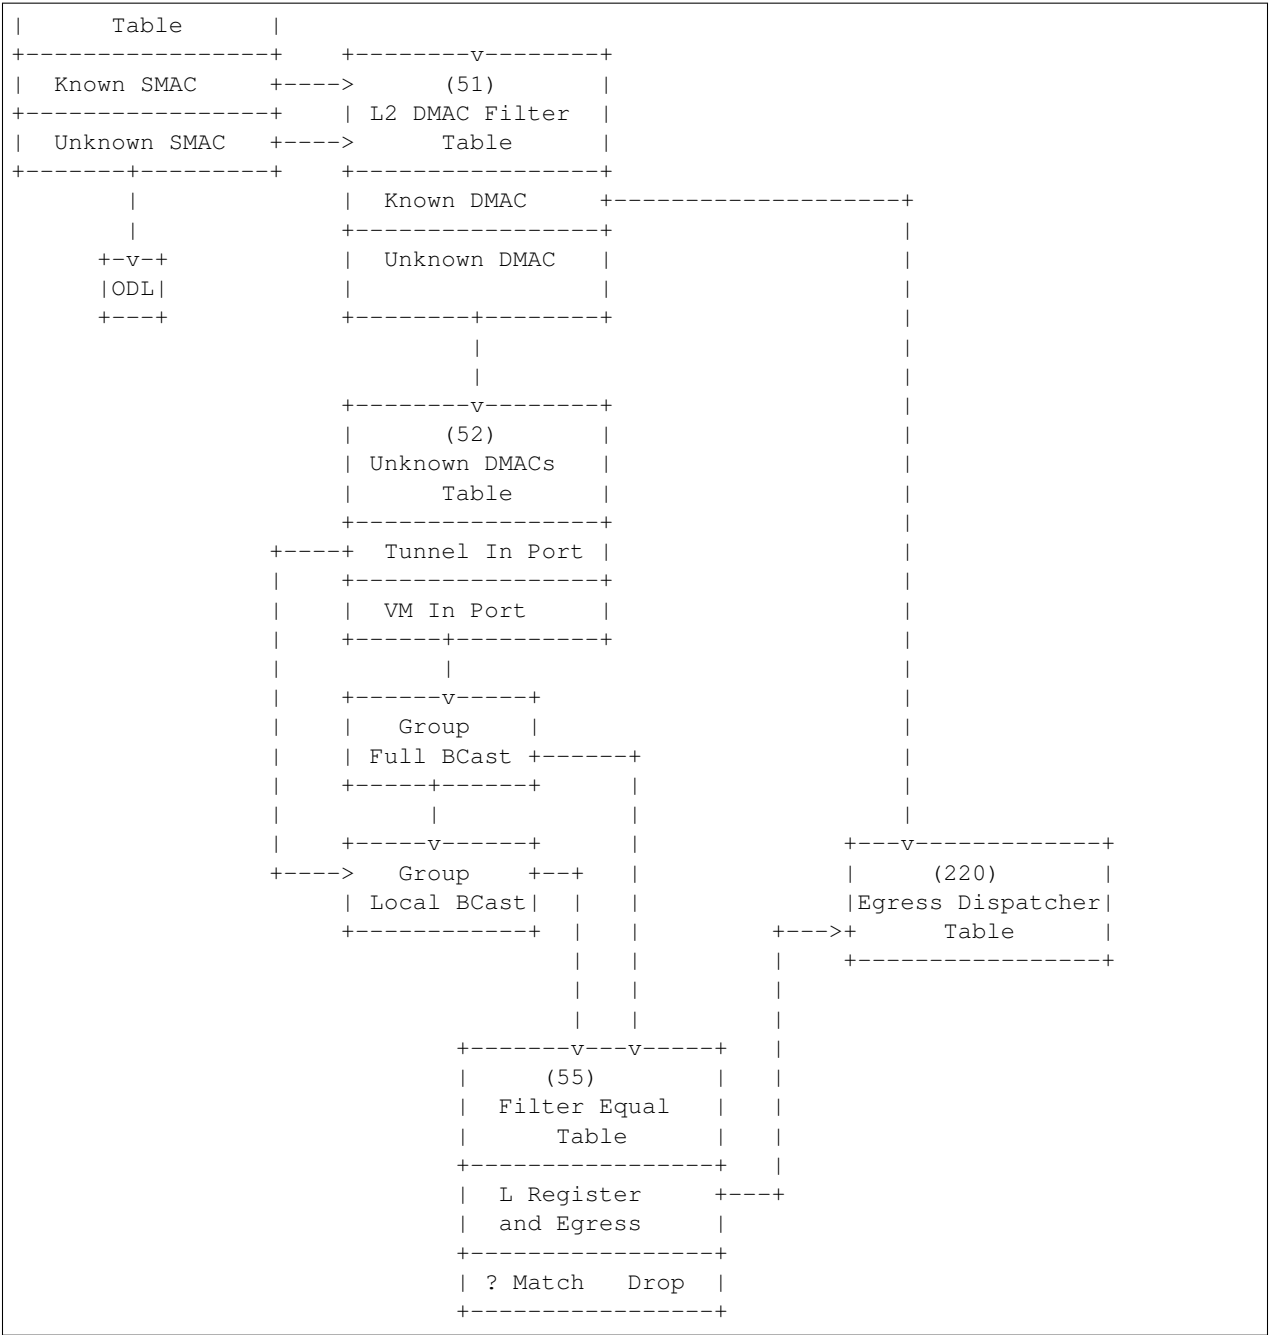 |      Table      |
+-----------------+    +--------v--------+
|  Known SMAC     +---->      (51)       |
+-----------------+    | L2 DMAC Filter  |
|  Unknown SMAC   +---->      Table      |
+-------+---------+    +-----------------+
        |              |  Known DMAC     +--------------------+
        |              +-----------------+                    |
      +-v-+            |  Unknown DMAC   |                    |
      |ODL|            |                 |                    |
      +---+            +--------+--------+                    |
                                |                             |
                                |                             |
                       +--------v--------+                    |
                       |      (52)       |                    |
                       | Unknown DMACs   |                    |
                       |      Table      |                    |
                       +-----------------+                    |
                  +----+  Tunnel In Port |                    |
                  |    +-----------------+                    |
                  |    |  VM In Port     |                    |
                  |    +------+----------+                    |
                  |           |                               |
                  |    +------v-----+                         |
                  |    |   Group    |                         |
                  |    | Full BCast +------+                  |
                  |    +-----+------+      |                  |
                  |          |             |                  |
                  |    +-----v------+      |              +---v-------------+
                  +---->   Group    +--+   |              |     (220)       |
                       | Local BCast|  |   |              |Egress Dispatcher|
                       +------------+  |   |         +--->+      Table      |
                                       |   |         |    +-----------------+
                                       |   |         |
                                       |   |         |
                               +-------v---v-----+   |
                               |     (55)        |   |
                               |  Filter Equal   |   |
                               |      Table      |   |
                               +-----------------+   |
                               |  L Register     +---+
                               |  and Egress     |
                               +-----------------+
                               | ? Match   Drop  |
                               +-----------------+